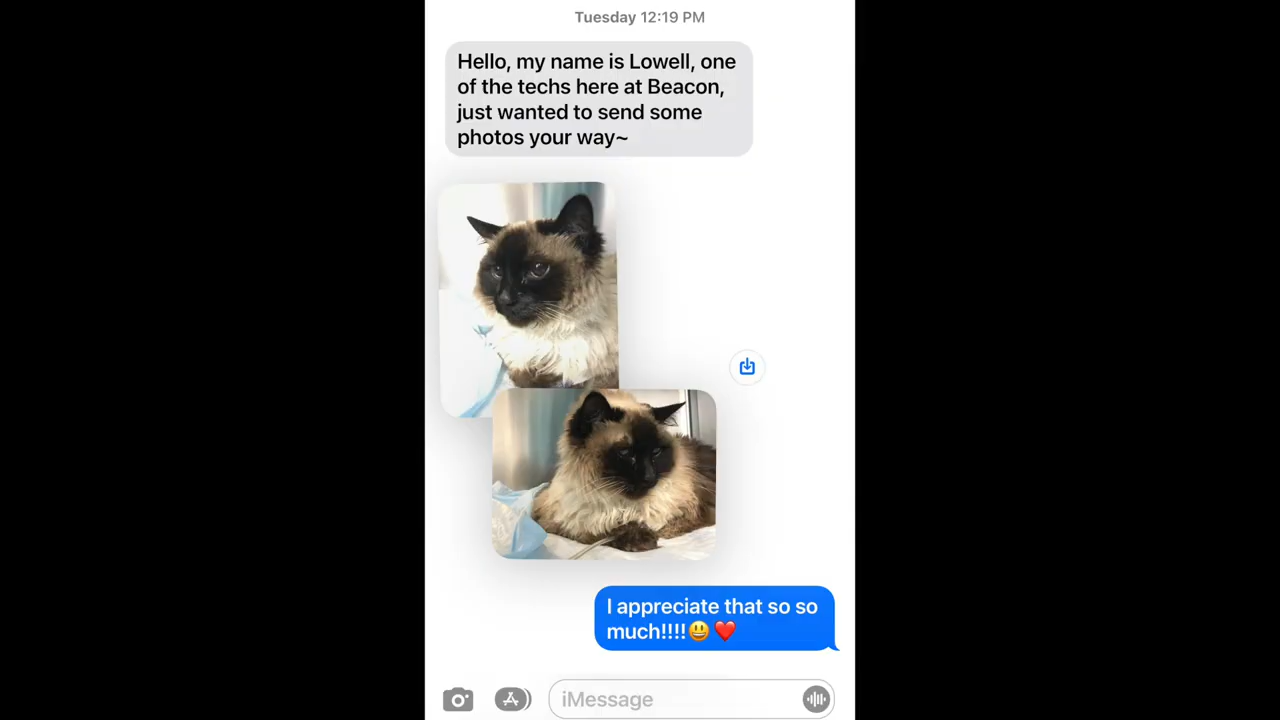 Tuesday 12:19 PM
Hello, my name is Lowell, one
of the techs here at Beacon,
just wanted to send some
photos your way~
I appreciate that so so
much!!!!😃 ❤️
iMessage